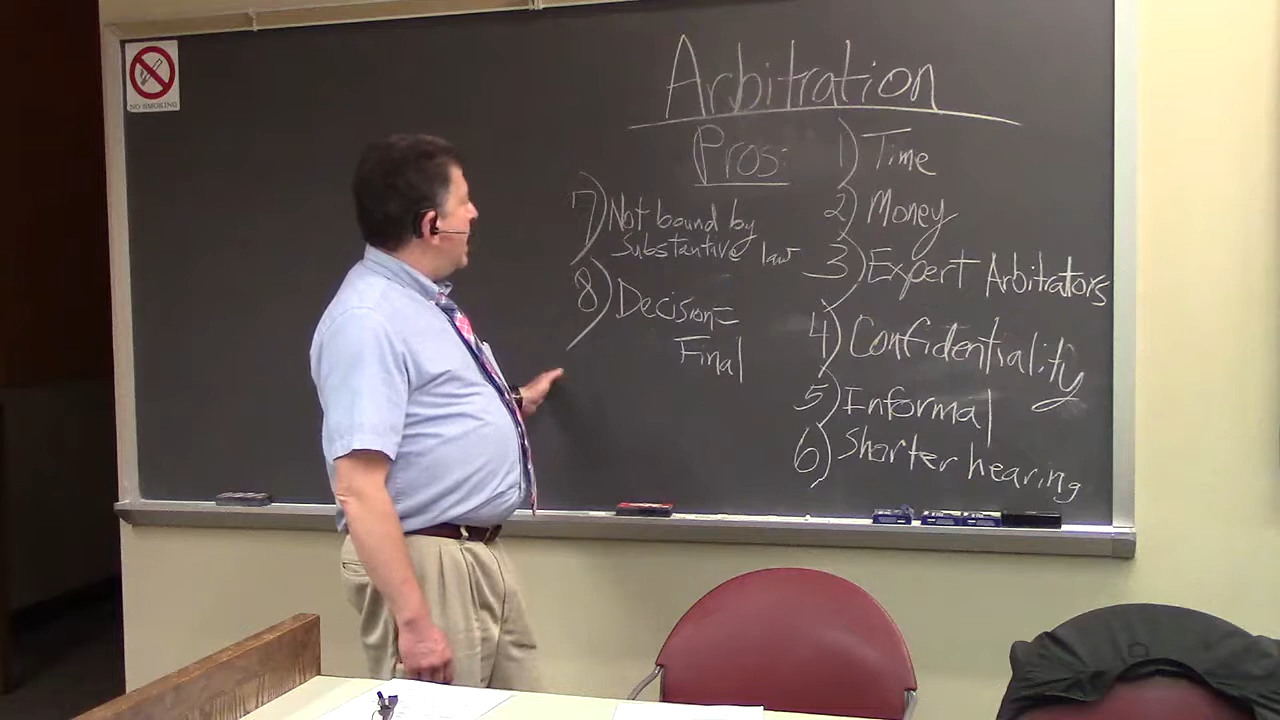 NO SMOKING
Arbitration
Pros:
1) Time
2) Money
3) Expert Arbitrators
4) Confidentiality
5) Informal
6) Shorter hearing
7) Not bound by
Substantive law
8) Decision=
Final